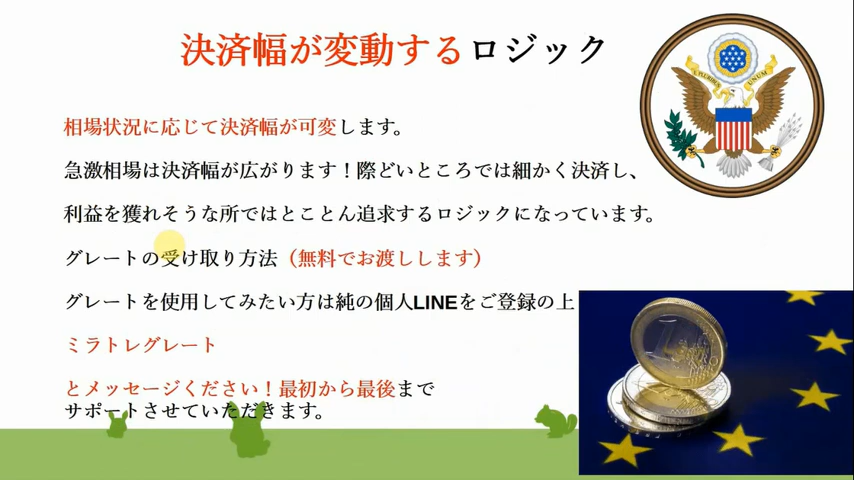 決済幅が変動するロジック
相場状況に応じて決済幅が可変します。
急激相場は決済幅が広がります！際どいところでは細かく決済し、
利益を獲れそうな所ではとことん追求するロジックになっています。
グレートの受け取り方法（無料でお渡しします）
グレートを使用してみたい方は純の個人LINEをご登録の上
ミラトレグレート
とメッセージください！最初から最後まで
サポートさせていただきます。
E PLURIBUS UNUM
1 EURO